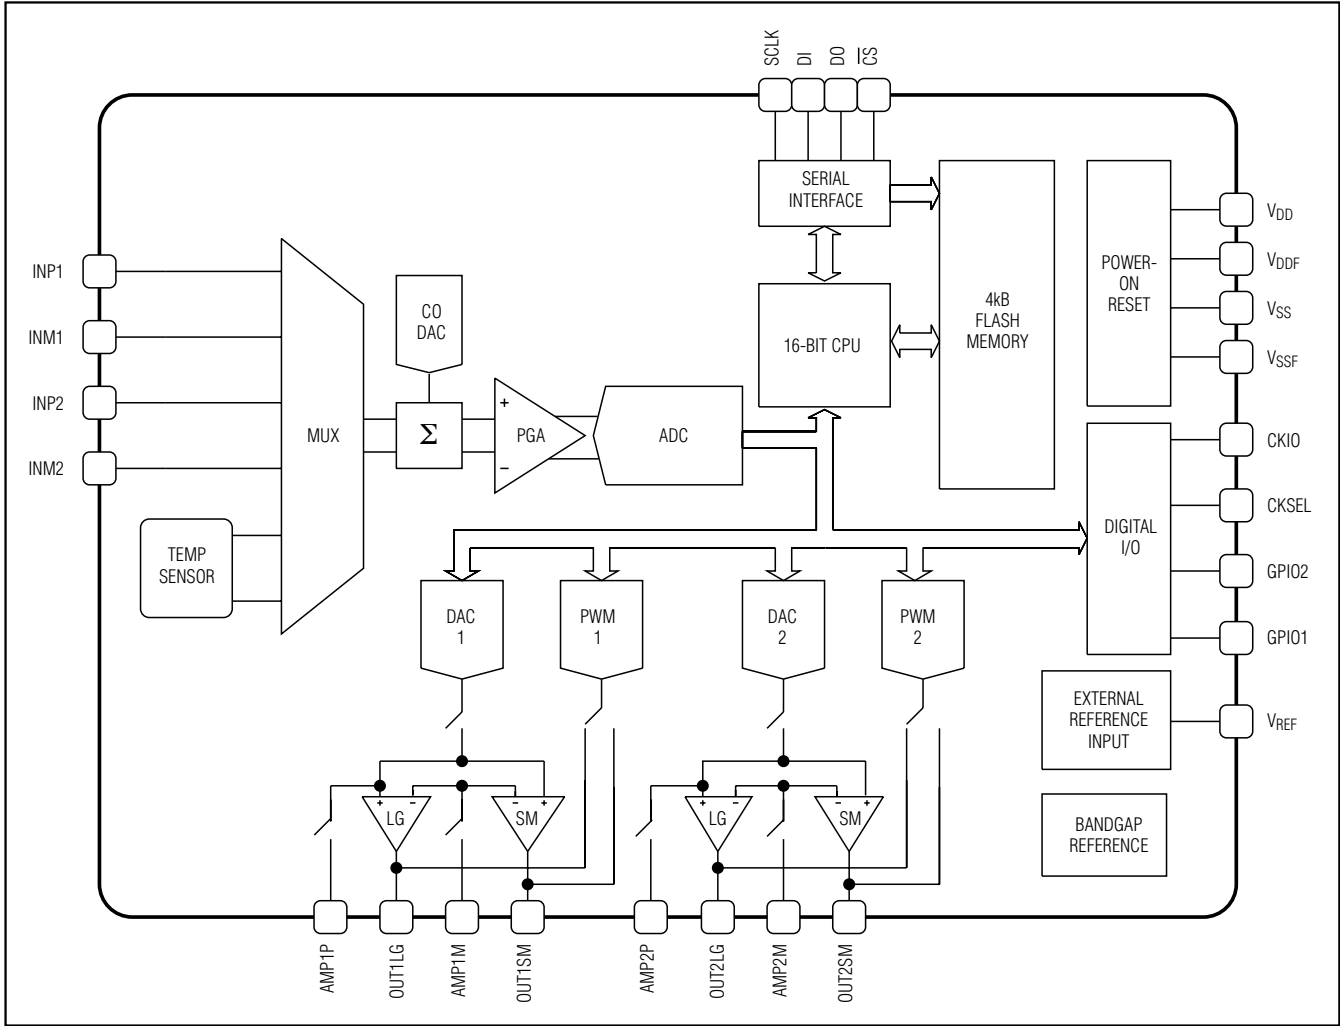 SCLK
DI
DO
CS
SERIAL
INTERFACE
16-BIT CPU
4kB
FLASH
MEMORY
POWER-
ON
RESET
VDD
VDDF
VSS
VSSF
INP1
INM1
INP2
INM2
MUX
TEMP
SENSOR
CO
DAC
Σ
+
−
PGA
ADC
DIGITAL
I/O
CKIO
CKSEL
GPIO2
GPIO1
DAC
1
PWM
1
DAC
2
PWM
2
EXTERNAL
REFERENCE
INPUT
VREF
BANDGAP
REFERENCE
+ −
LG
− +
SM
+ −
LG
− +
SM
AMP1P
OUT1LG
AMP1M
OUT1SM
AMP2P
OUT2LG
AMP2M
OUT2SM